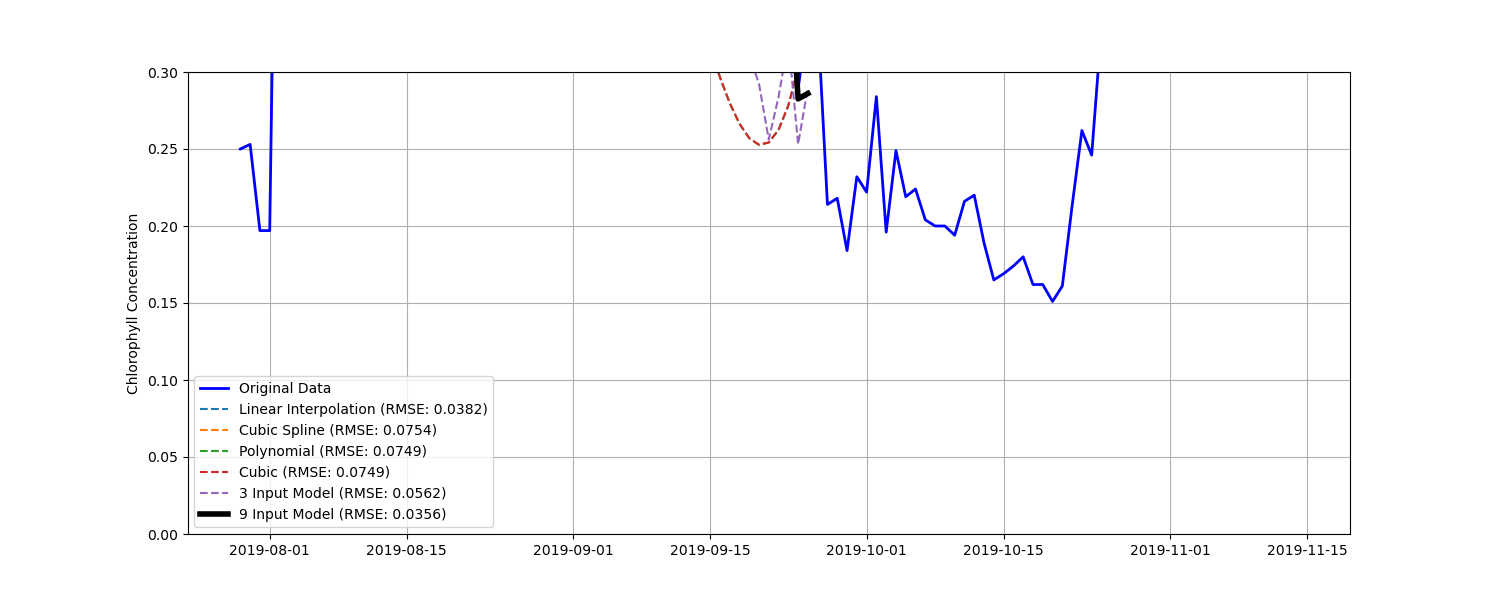 0.30
0.25
0.20
0.15
0.10
0.05
0.00
Chlorophyll Concentration
Original Data
Linear Interpolation (RMSE: 0.0382)
Cubic Spline (RMSE: 0.0754)
Polynomial (RMSE: 0.0749)
Cubic (RMSE: 0.0749)
3 Input Model (RMSE: 0.0562)
9 Input Model (RMSE: 0.0356)
2019-08-01 2019-08-15 2019-09-01 2019-09-15 2019-10-01 2019-10-15 2019-11-01 2019-11-15